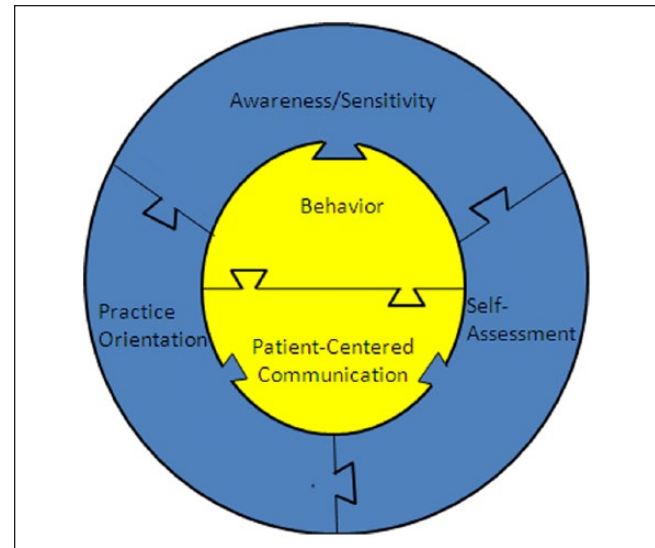 Awareness/Sensitivity
Behavior
Practice
Orientation
Self-
Assessment
Patient-Centered
Communication